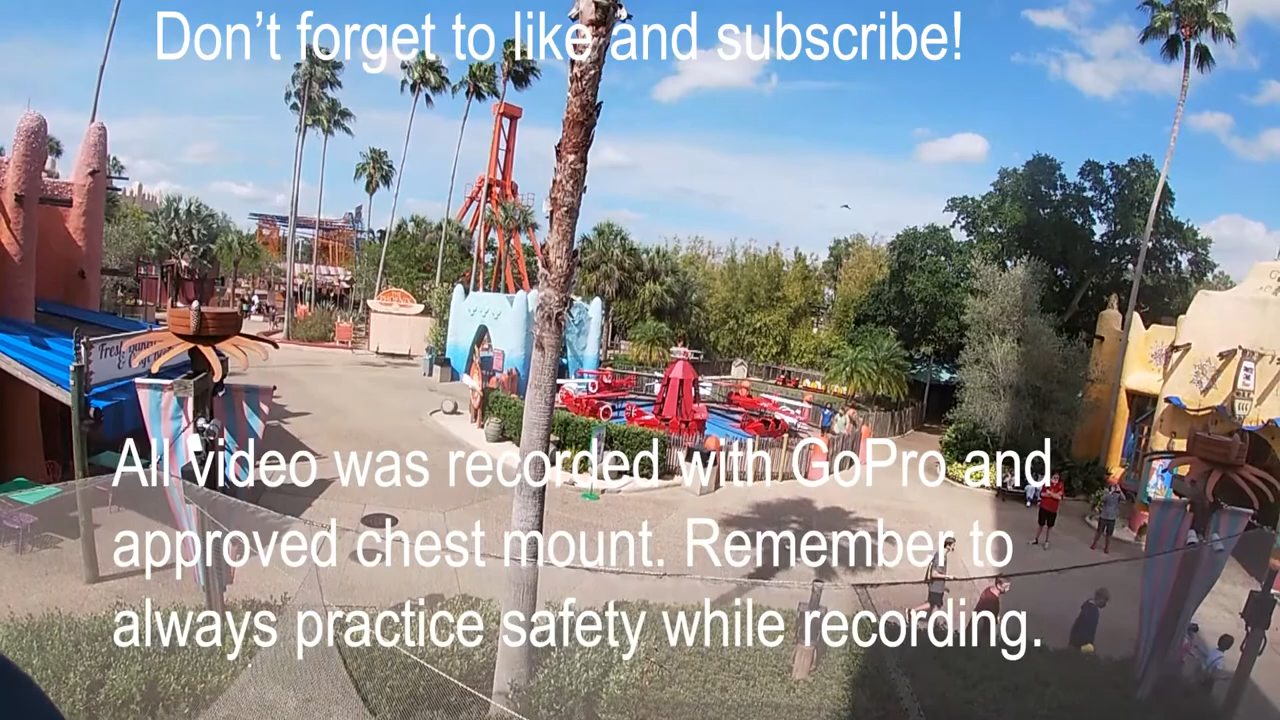 Don't forget to like and subscribe!
All video was recorded with GoPro and
approved chest mount. Remember to
always practice safety while recording.